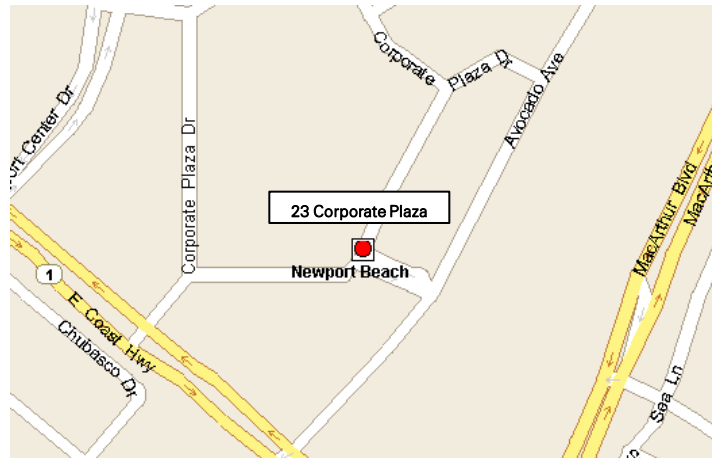 Corporate Plaza Dr
Avocado Ave
Center Dr
Corporate Plaza Dr
23 Corporate Plaza
MacArthur Blvd
Newport Beach
1
E Coast Hwy
Chubasco Dr
Sea Ln